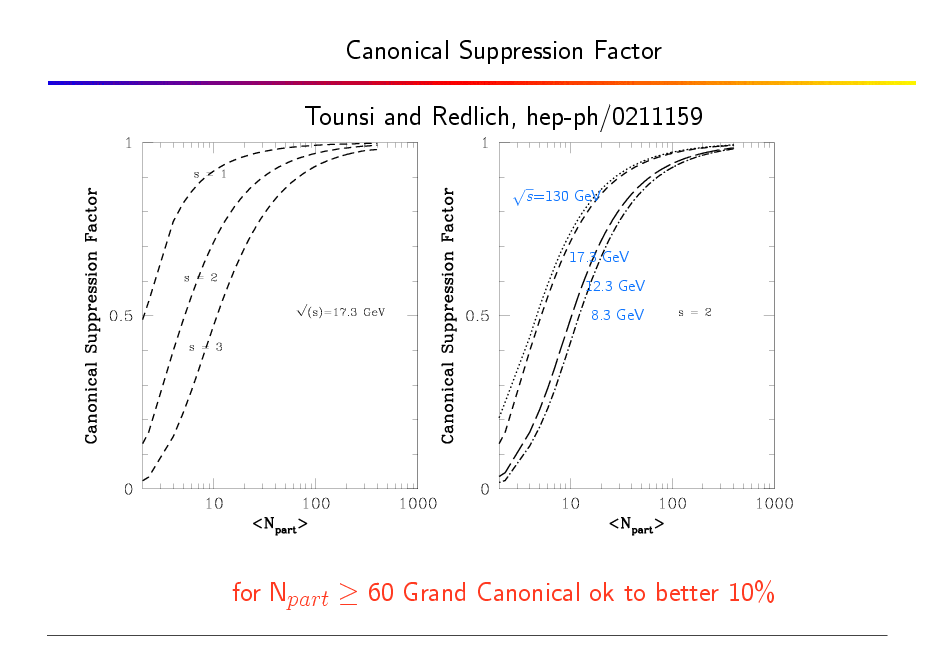 Canonical Suppression Factor
Tounsi and Redlich, hep-ph/0211159
Canonical Suppression Factor
1
0.5
0
s = 1
s = 2
s = 3
√(s)=17.3 GeV
10 100 1000
<N_part>
Canonical Suppression Factor
1
0.5
0
√s=130 GeV
17.3 GeV
12.3 GeV
8.3 GeV
s = 2
10 100 1000
<N_part>
for N_part ≥ 60 Grand Canonical ok to better 10%